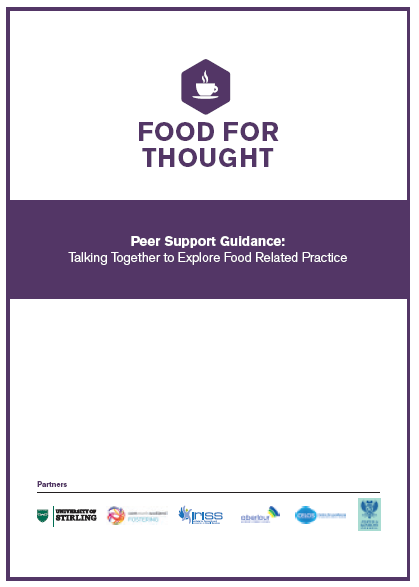 FOOD FOR
THOUGHT
Peer Support Guidance:
Talking Together to Explore Food Related Practice
Partners
UNIVERSITY OF
STIRLING
FOSTERING
IRISS
aberlour